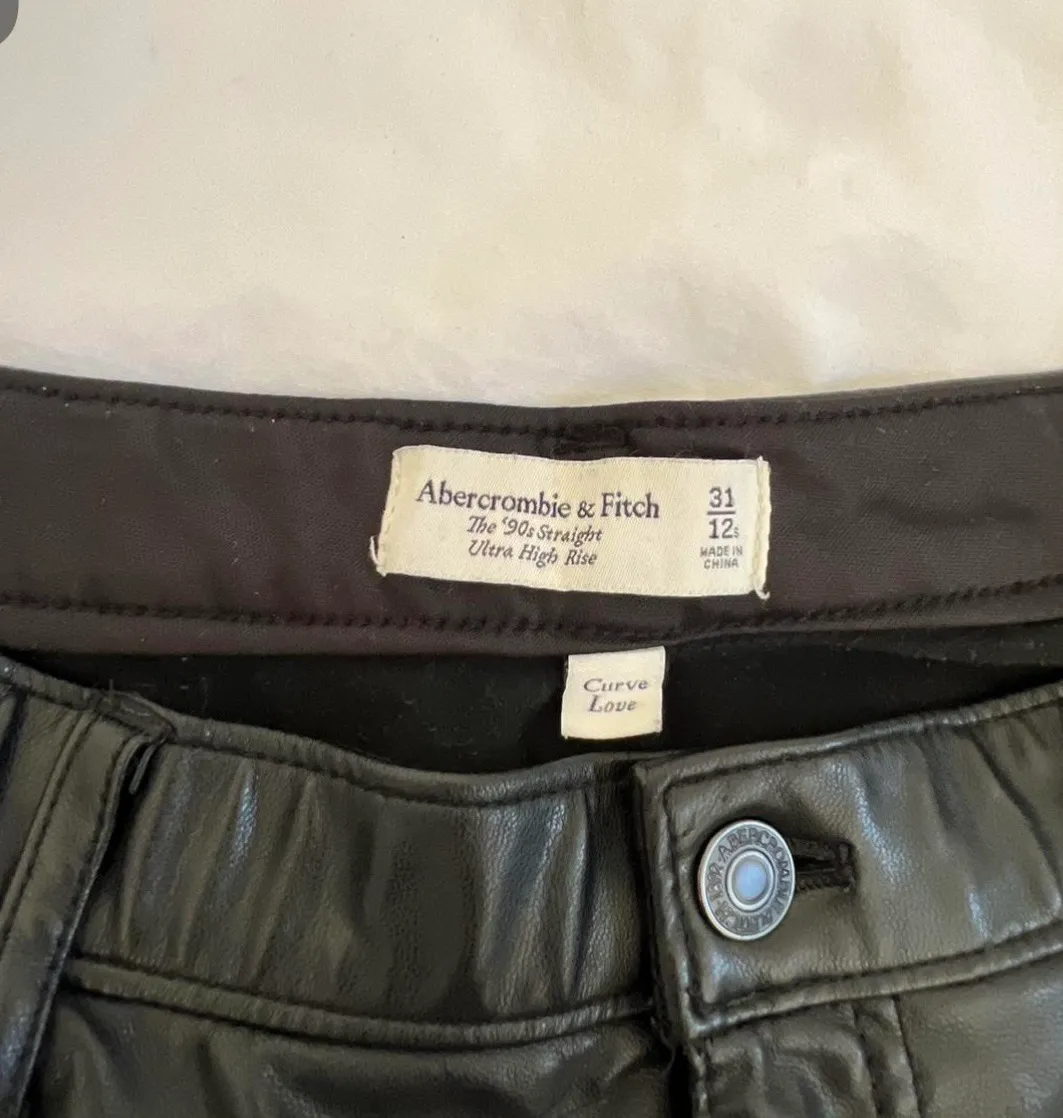 Abercrombie & Fitch
The '90s Straight
Ultra High Rise
31
12s
MADE IN
CHINA
Curve
Love